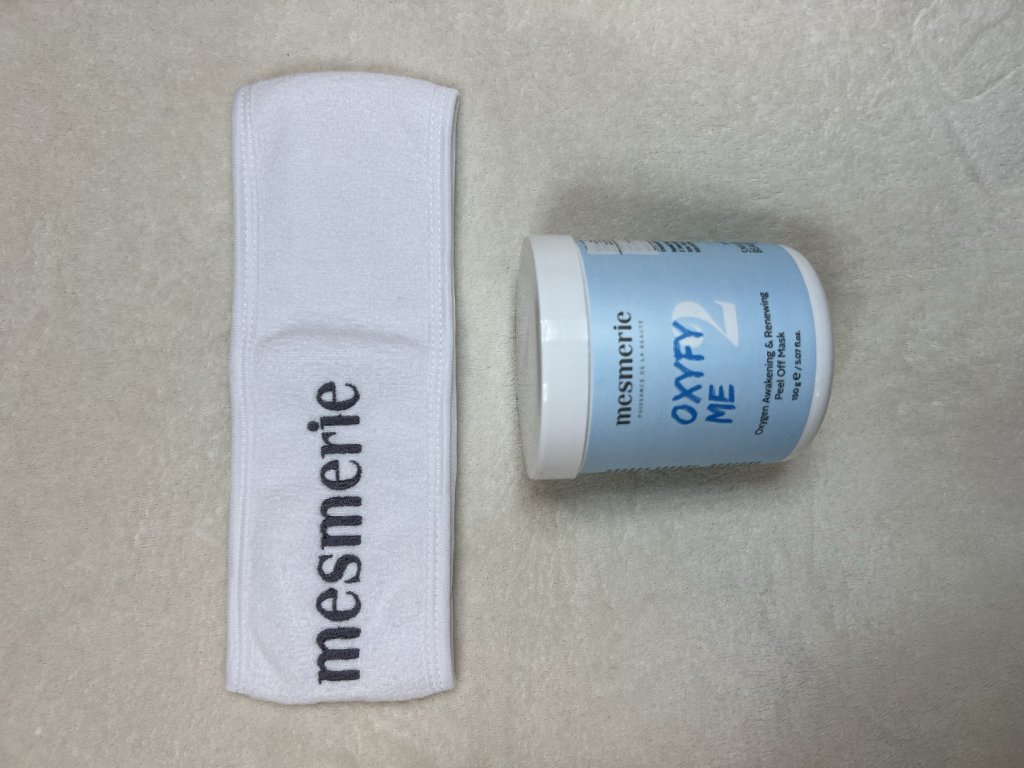 mesmerie
mesmerie
PUISSANCE DE LA BEAUTÉ
2
OXYFY
ME
Oxygen Awakening & Renewing
Peel Off Mask
150 g ℮ / 5.07 fl.oz.